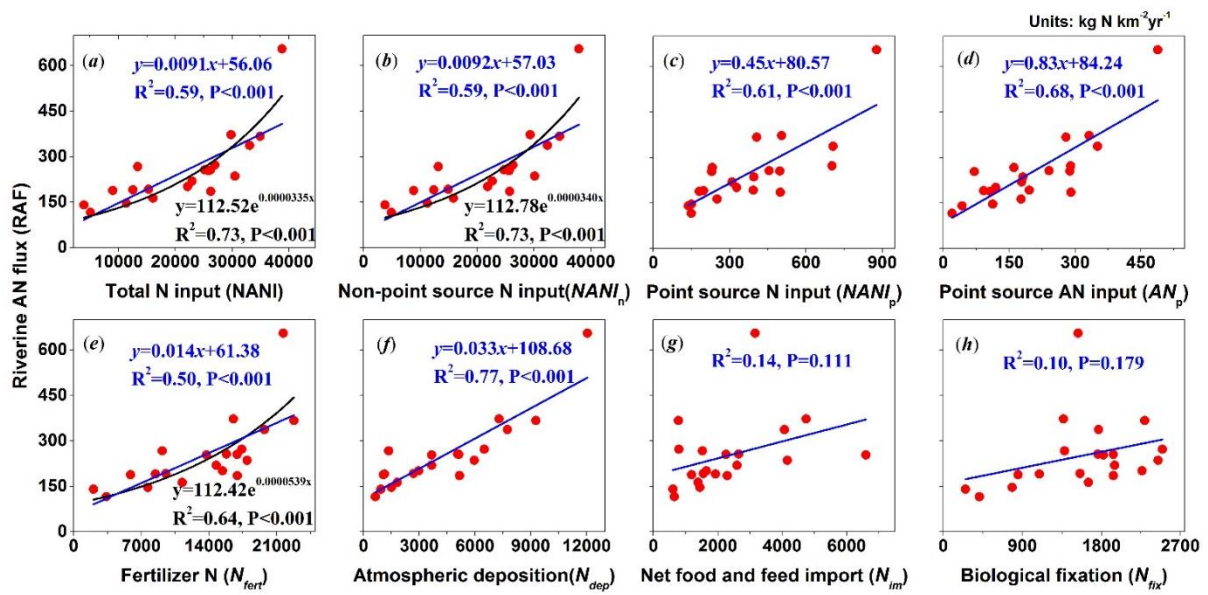 Units: kg N km⁻²yr⁻¹
Riverine AN flux (RAF)
(a)
y=0.0091x+56.06
R²=0.59, P<0.001
y=112.52e^0.0000335x
R²=0.73, P<0.001
600
450
300
150
0
10000 20000 30000 40000
Total N input (NANI)
(b)
y=0.0092x+57.03
R²=0.59, P<0.001
y=112.78e^0.0000340x
R²=0.73, P<0.001
10000 20000 30000 40000
Non-point source N input(NANIₙ)
(c)
y=0.45x+80.57
R²=0.61, P<0.001
0 300 600 900
Point source N input (NANIₚ)
(d)
y=0.83x+84.24
R²=0.68, P<0.001
0 150 300 450
Point source AN input (ANₚ)
(e)
y=0.014x+61.38
R²=0.50, P<0.001
y=112.42e^0.0000539x
R²=0.64, P<0.001
600
450
300
150
0
0 7000 14000 21000
Fertilizer N (N_fert)
(f)
y=0.033x+108.68
R²=0.77, P<0.001
0 3000 6000 9000 12000
Atmospheric deposition(N_dep)
(g)
R²=0.14, P=0.111
0 2000 4000 6000
Net food and feed import (N_im)
(h)
R²=0.10, P=0.179
0 900 1800 2700
Biological fixation (N_fix)